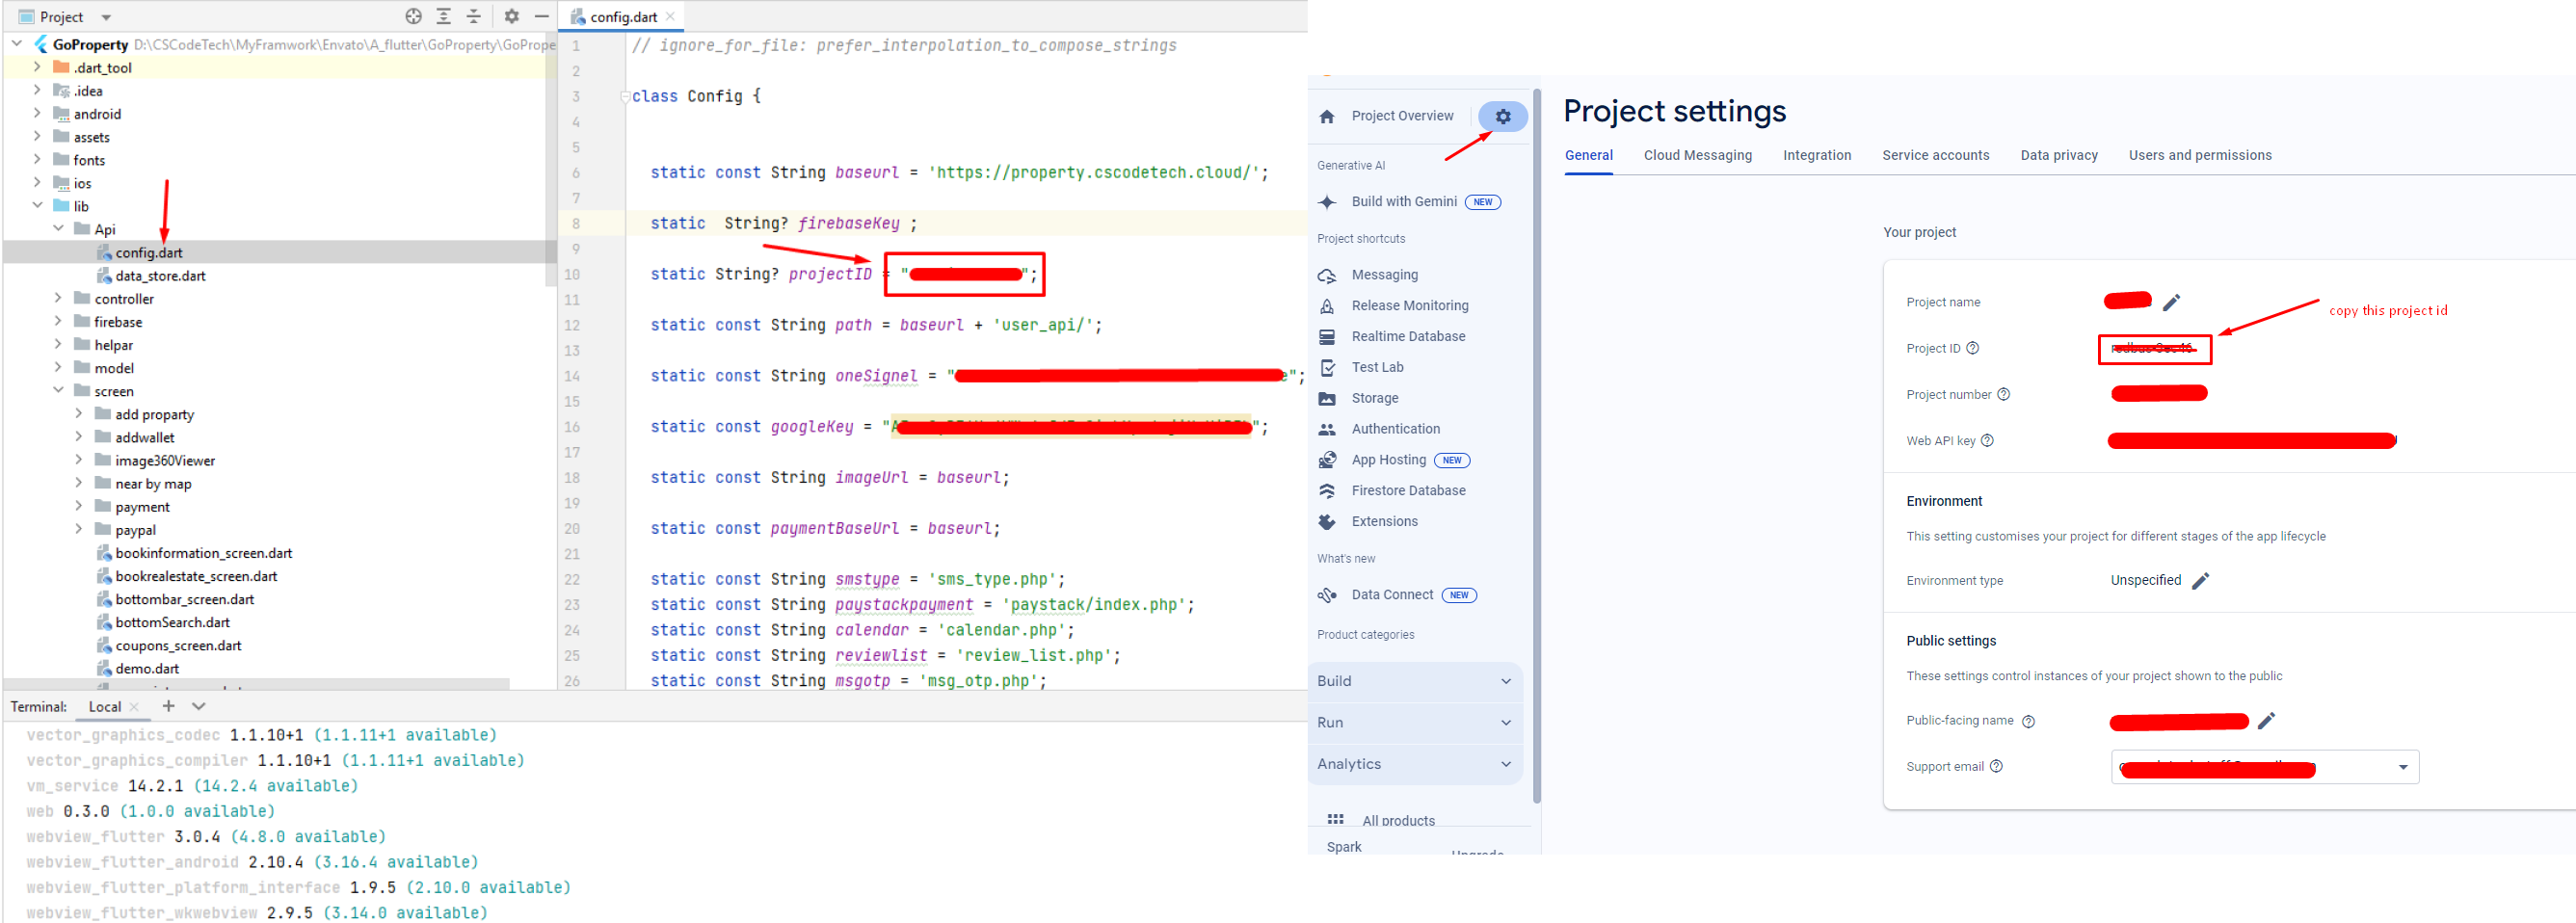 Project
config.dart
GoProperty D:\CSCodeTech\MyFramwork\Envato\A_flutter\GoProperty\GoPrope
.dart_tool
.idea
android
assets
fonts
ios
lib
Api
config.dart
data_store.dart
controller
firebase
helpar
model
screen
add proparty
addwallet
image360Viewer
near by map
payment
paypal
bookinformation_screen.dart
bookrealestate_screen.dart
bottombar_screen.dart
bottomSearch.dart
coupons_screen.dart
demo.dart
1 // ignore_for_file: prefer_interpolation_to_compose_strings
2
3 class Config {
4
5
6 static const String baseurl = 'https://property.cscodetech.cloud/';
7
8 static String? firebaseKey ;
9
10 static String? projectID = "";
11
12 static const String path = baseurl + 'user_api/';
13
14 static const String oneSignel = "e";
15
16 static const googleKey = "";
17
18 static const String imageUrl = baseurl;
19
20 static const paymentBaseUrl = baseurl;
21
22 static const String smstype = 'sms_type.php';
23 static const String paystackpayment = 'paystack/index.php';
24 static const String calendar = 'calendar.php';
25 static const String reviewlist = 'review_list.php';
26 static const String msgotp = 'msg_otp.php';
Terminal: Local
vector_graphics_codec 1.1.10+1 (1.1.11+1 available)
vector_graphics_compiler 1.1.10+1 (1.1.11+1 available)
vm_service 14.2.1 (14.2.4 available)
web 0.3.0 (1.0.0 available)
webview_flutter 3.0.4 (4.8.0 available)
webview_flutter_android 2.10.4 (3.16.4 available)
webview_flutter_platform_interface 1.9.5 (2.10.0 available)
webview_flutter_wkwebview 2.9.5 (3.14.0 available)
Project Overview
Generative AI
Build with Gemini NEW
Project shortcuts
Messaging
Release Monitoring
Realtime Database
Test Lab
Storage
Authentication
App Hosting NEW
Firestore Database
Extensions
What's new
Data Connect NEW
Product categories
Build
Run
Analytics
All products
Spark
Upgrade
Project settings
General Cloud Messaging Integration Service accounts Data privacy Users and permissions
Your project
Project name
copy this project id
Project ID
Project number
Web API key
Environment
This setting customises your project for different stages of the app lifecycle
Environment type Unspecified
Public settings
These settings control instances of your project shown to the public
Public-facing name
Support email